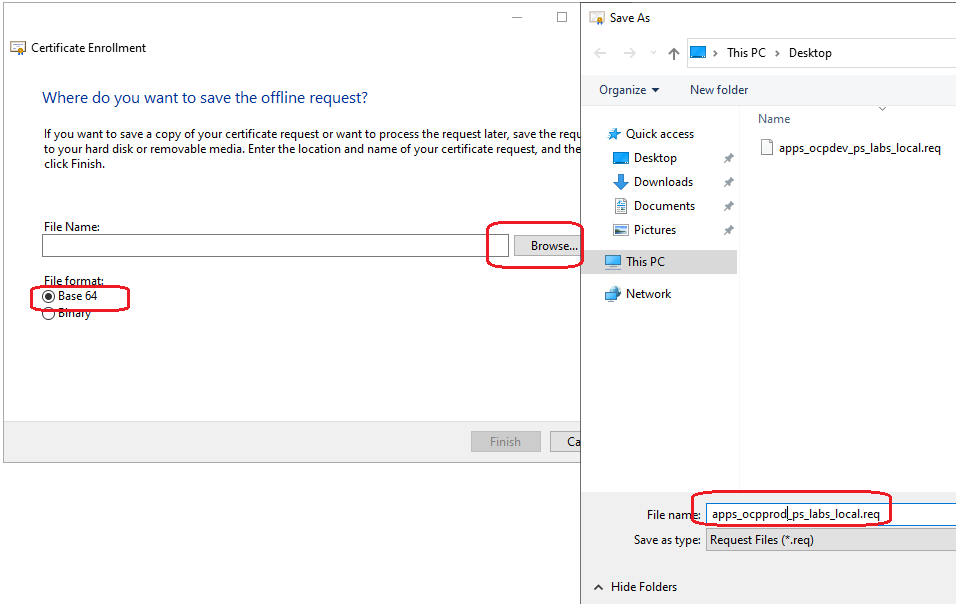 Certificate Enrollment
Where do you want to save the offline request?
If you want to save a copy of your certificate request or want to process the request later, save the requ
to your hard disk or removable media. Enter the location and name of your certificate request, and the
click Finish.
File Name:
Browse...
File format:
Base 64
Binary
Finish
Ca
Save As
This PC > Desktop
Organize
New folder
Name
Quick access
apps_ocpdev_ps_labs_local.req
Desktop
Downloads
Documents
Pictures
This PC
Network
File name: apps_ocpprod_ps_labs_local.req
Save as type: Request Files (*.req)
Hide Folders